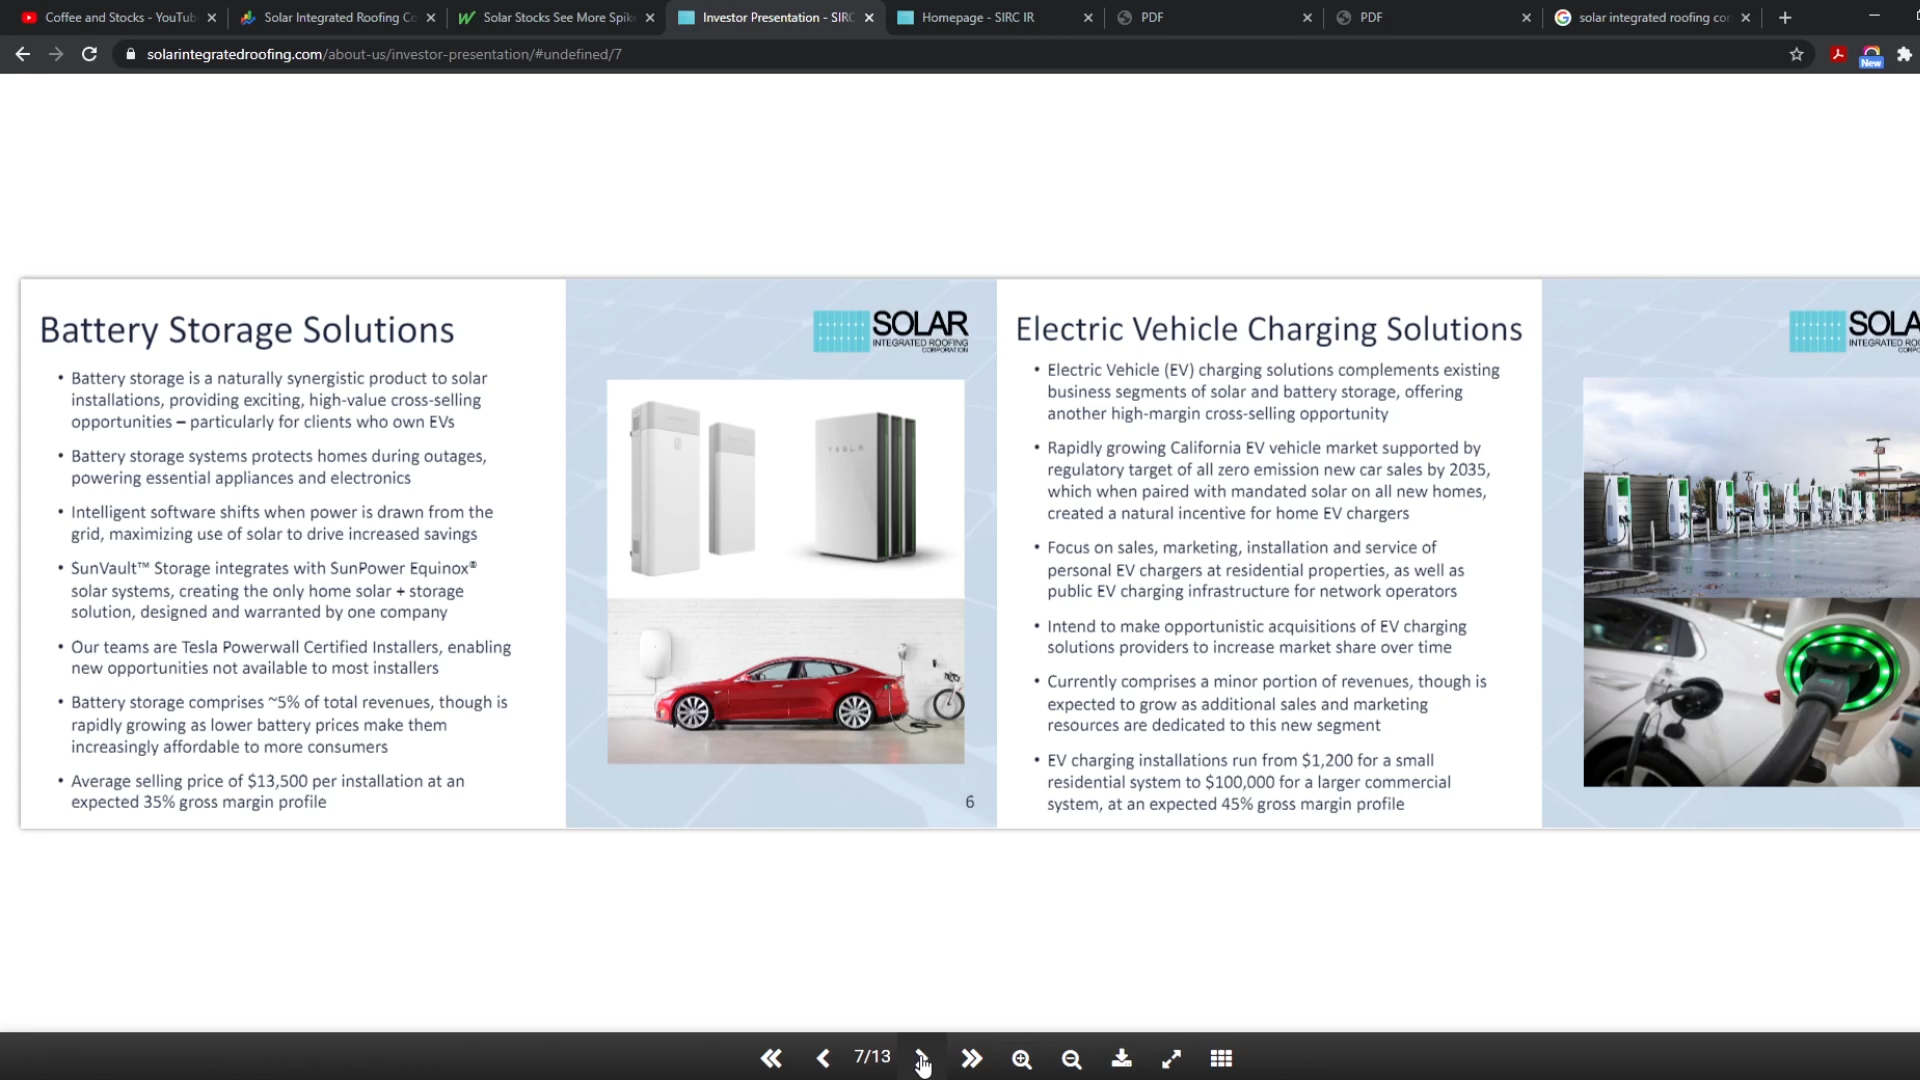 Coffee and Stocks - YouTub
Solar Integrated Roofing Co
Solar Stocks See More Spik
Investor Presentation - SIRC
Homepage - SIRC IR
PDF
PDF
solar integrated roofing cor
solarintegratedroofing.com/about-us/investor-presentation/#undefined/7
New
Battery Storage Solutions
• Battery storage is a naturally synergistic product to solar
installations, providing exciting, high-value cross-selling
opportunities – particularly for clients who own EVs
• Battery storage systems protects homes during outages,
powering essential appliances and electronics
• Intelligent software shifts when power is drawn from the
grid, maximizing use of solar to drive increased savings
• SunVault™ Storage integrates with SunPower Equinox®
solar systems, creating the only home solar + storage
solution, designed and warranted by one company
• Our teams are Tesla Powerwall Certified Installers, enabling
new opportunities not available to most installers
• Battery storage comprises ~5% of total revenues, though is
rapidly growing as lower battery prices make them
increasingly affordable to more consumers
• Average selling price of $13,500 per installation at an
expected 35% gross margin profile
SOLAR
INTEGRATED ROOFING
CORPORATION
TESLA
6
Electric Vehicle Charging Solutions
• Electric Vehicle (EV) charging solutions complements existing
business segments of solar and battery storage, offering
another high-margin cross-selling opportunity
• Rapidly growing California EV vehicle market supported by
regulatory target of all zero emission new car sales by 2035,
which when paired with mandated solar on all new homes,
created a natural incentive for home EV chargers
• Focus on sales, marketing, installation and service of
personal EV chargers at residential properties, as well as
public EV charging infrastructure for network operators
• Intend to make opportunistic acquisitions of EV charging
solutions providers to increase market share over time
• Currently comprises a minor portion of revenues, though is
expected to grow as additional sales and marketing
resources are dedicated to this new segment
• EV charging installations run from $1,200 for a small
residential system to $100,000 for a larger commercial
system, at an expected 45% gross margin profile
SOLA
INTEGRATED ROO
CORP
7/13